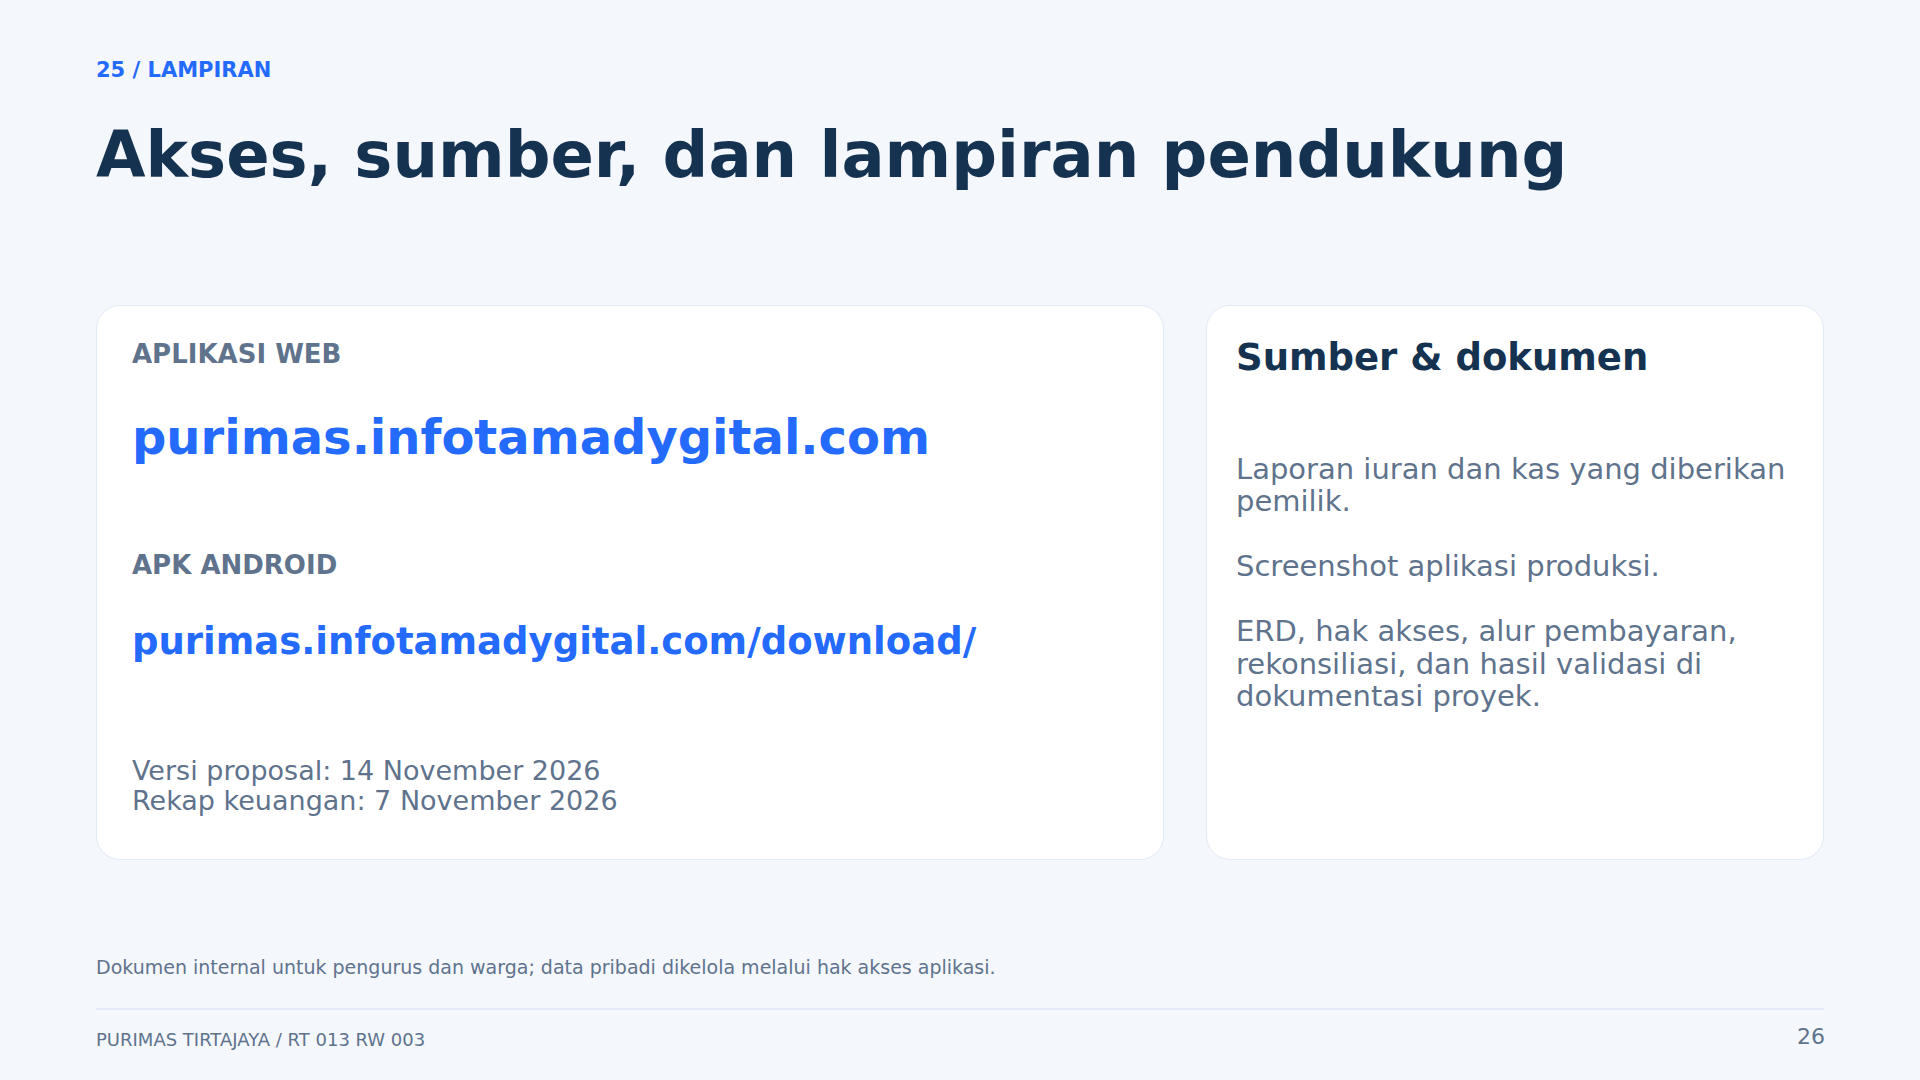 25 / LAMPIRAN
Akses, sumber, dan lampiran pendukung
APLIKASI WEB
purimas.infotamadygital.com
APK ANDROID
purimas.infotamadygital.com/download/
Versi proposal: 14 November 2026
Rekap keuangan: 7 November 2026
Sumber & dokumen
Laporan iuran dan kas yang diberikan
pemilik.
Screenshot aplikasi produksi.
ERD, hak akses, alur pembayaran,
rekonsiliasi, dan hasil validasi di
dokumentasi proyek.
Dokumen internal untuk pengurus dan warga; data pribadi dikelola melalui hak akses aplikasi.
PURIMAS TIRTAJAYA / RT 013 RW 003
26